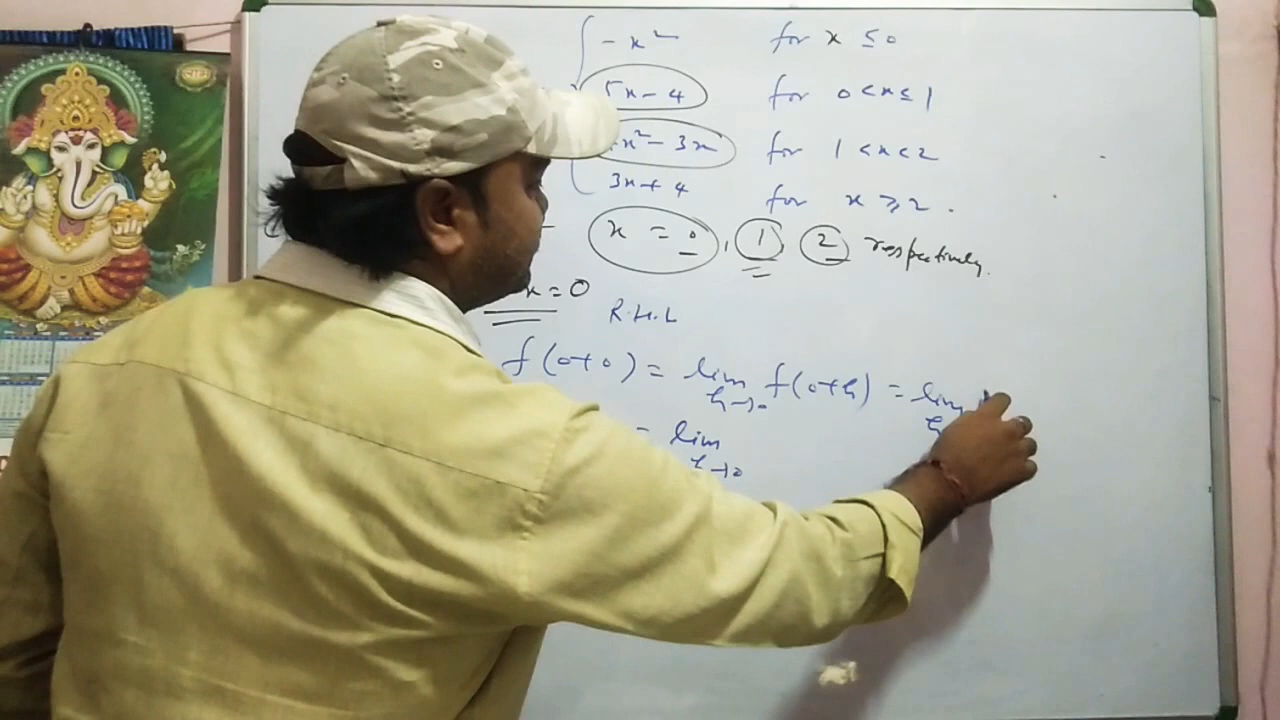 - x² for x ≤ 0
5x - 4 for 0 < x ≤ 1
x² - 3x for 1 < x < 2
3x + 4 for x ≥ 2 .
x = 0 , 1 2 respectively.
x = 0 R.H.L
f(0+0) = lim h→0 f(0+h) = lim
= lim h→0